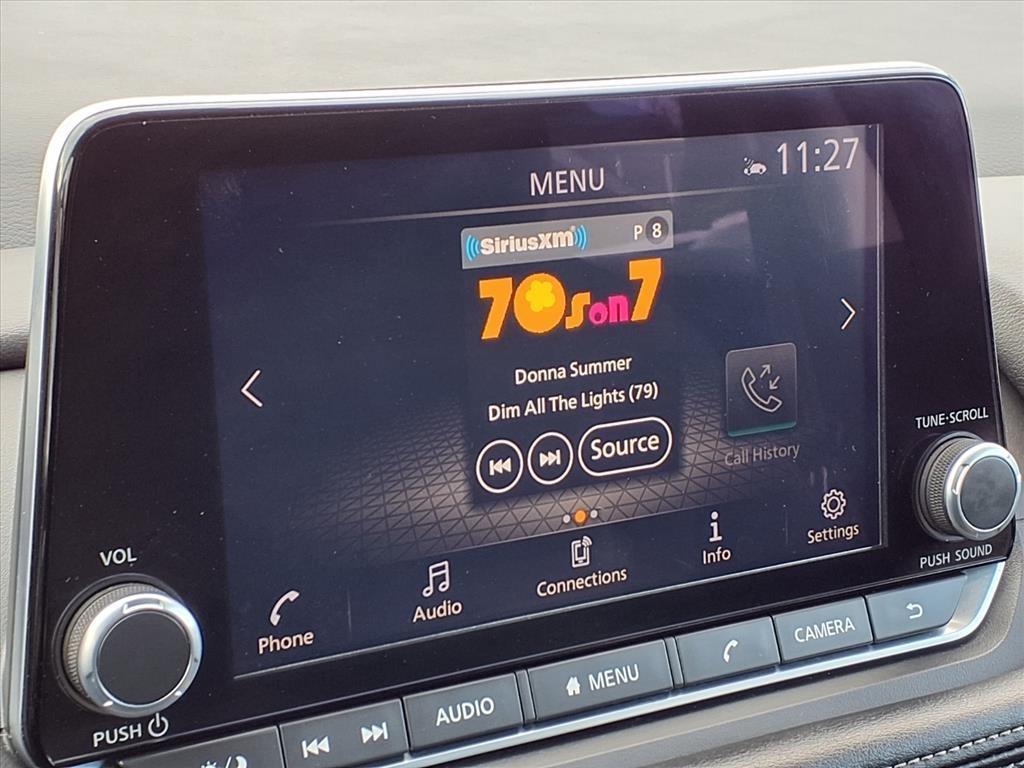 11:27
MENU
SiriusXm P 8
70s on 7
Donna Summer
Dim All The Lights (79)
Source
Call History
TUNE·SCROLL
PUSH SOUND
VOL
PUSH
Phone
Audio
Connections
Info
Settings
AUDIO
MENU
CAMERA